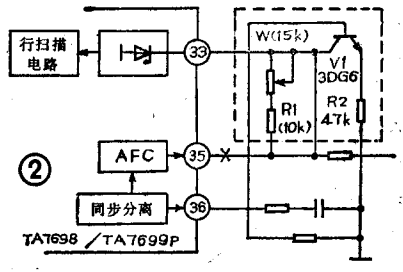 W(15k)
行扫描
电路
33
V1
3DG6
R1
(10k)
R2
4.7k
AFC
35
②
同步分离
36
TA7698/TA7699P